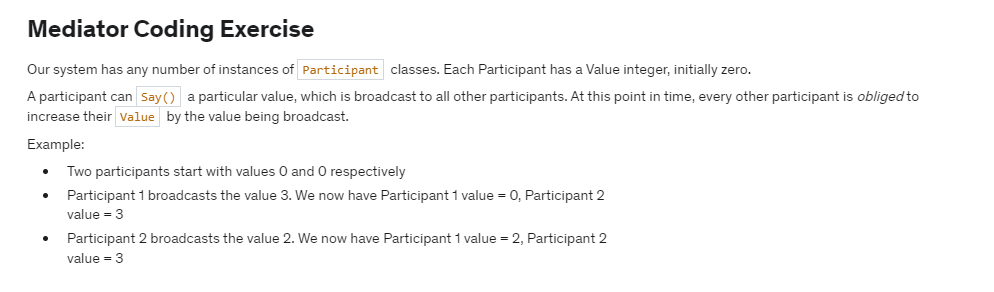 Mediator Coding Exercise
Our system has any number of instances of Participant classes. Each Participant has a Value integer, initially zero.
A participant can Say() a particular value, which is broadcast to all other participants. At this point in time, every other participant is obliged to
increase their Value by the value being broadcast.
Example:
• Two participants start with values 0 and 0 respectively
• Participant 1 broadcasts the value 3. We now have Participant 1 value = 0, Participant 2
value = 3
• Participant 2 broadcasts the value 2. We now have Participant 1 value = 2, Participant 2
value = 3